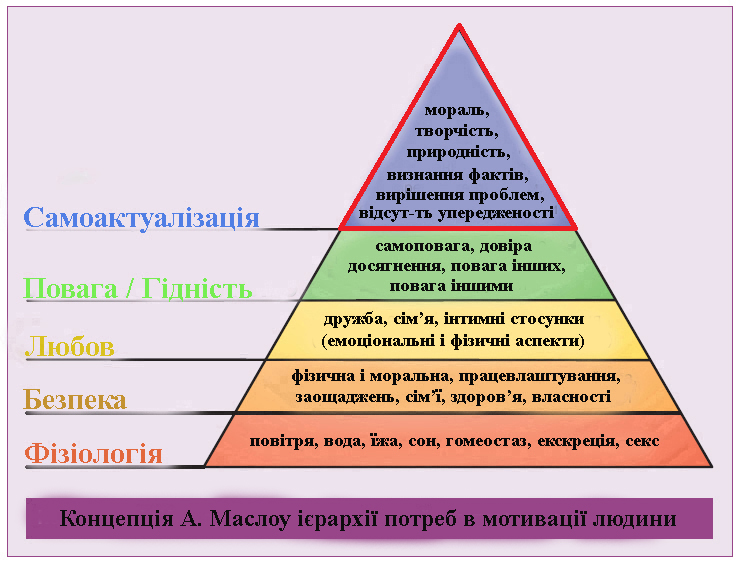 мораль,
творчість,
природність,
визнання фактів,
вирішення проблем,
відсут-ть упередженості
Самоактуалізація
самоповага, довіра
досягнення, повага інших,
повага іншими
Повага / Гідність
дружба, сім’я, інтимні стосунки
(емоціональні і фізичні аспекти)
Любов
фізична і моральна, працевлаштування,
заощаджень, сім’ї, здоров’я, власності
Безпека
повітря, вода, їжа, сон, гомеостаз, екскреція, секс
Фізіологія
Концепція А. Маслоу ієрархії потреб в мотивації людини